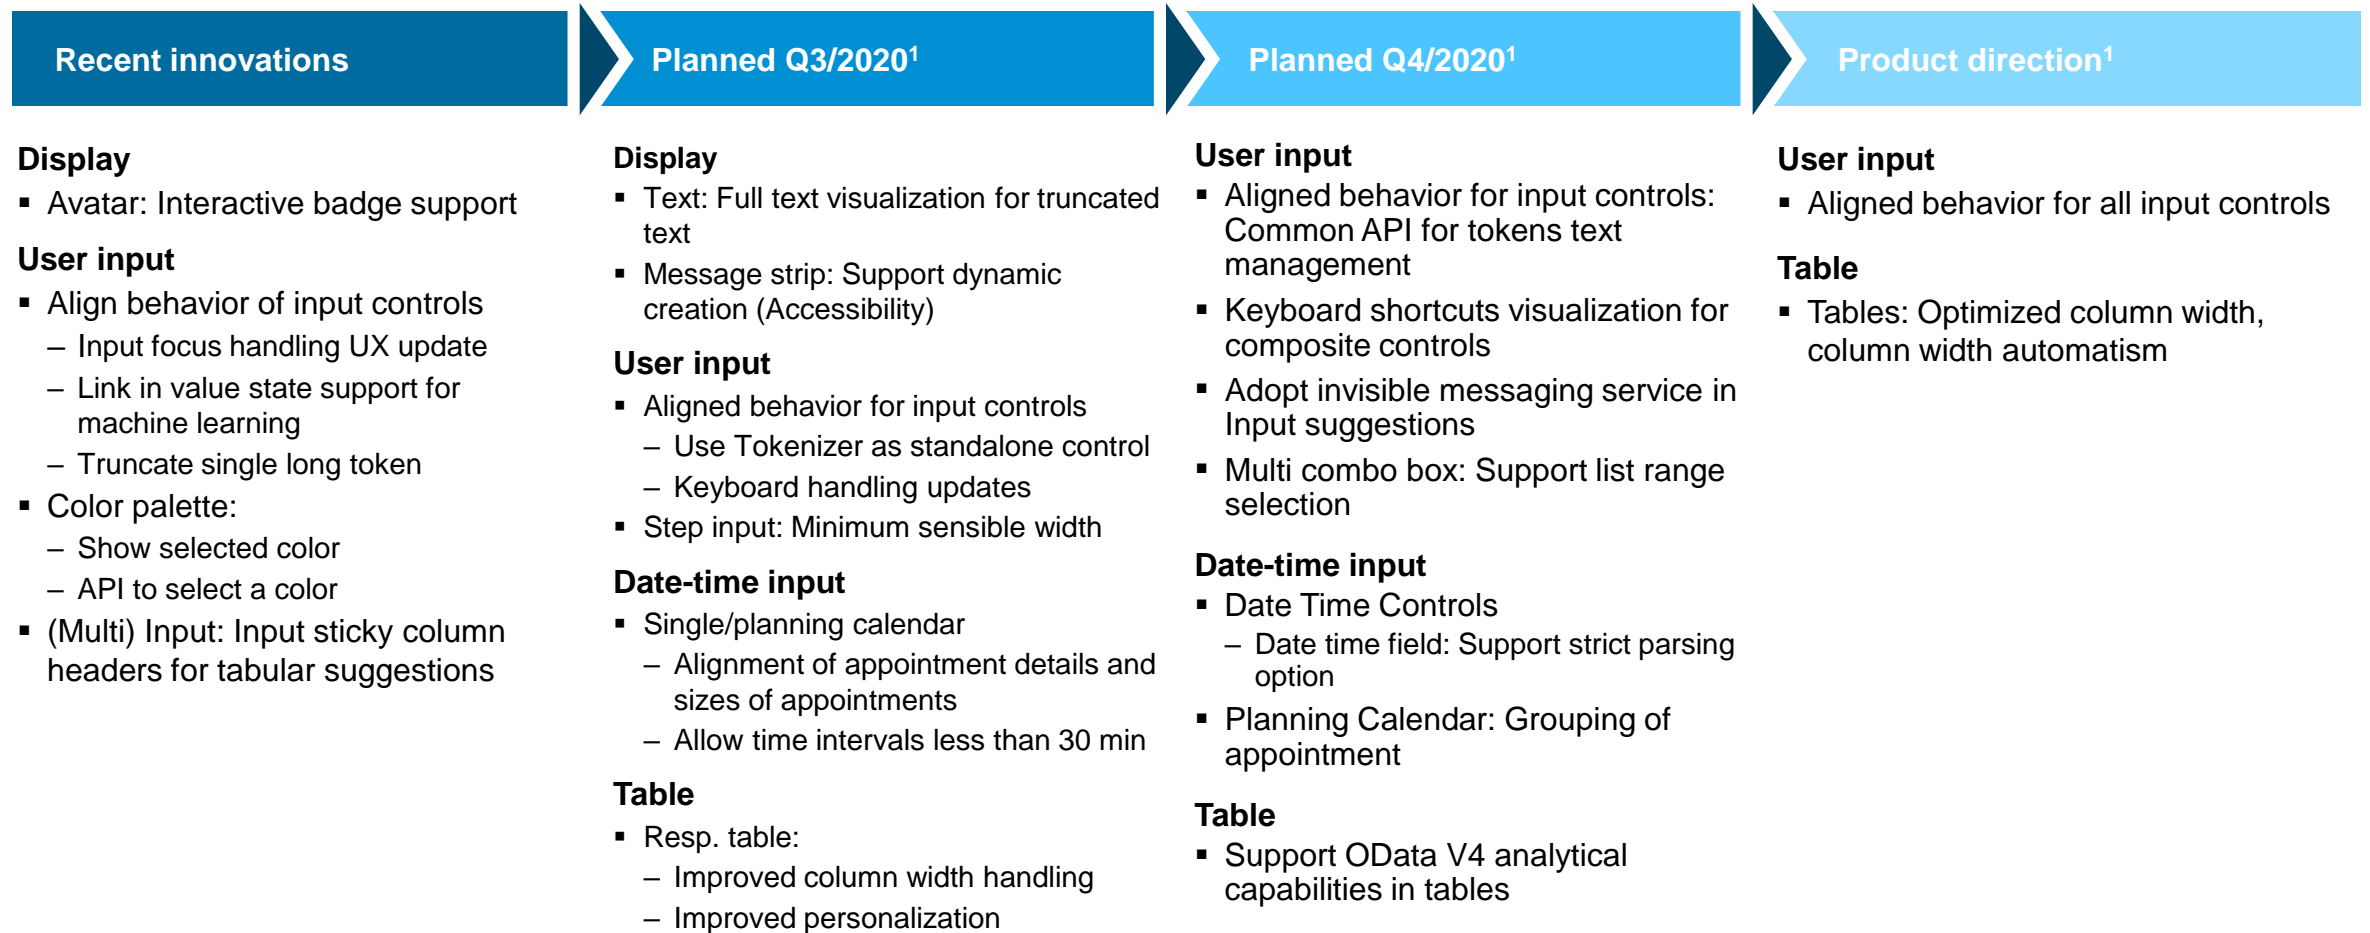 Recent innovations
Planned Q3/2020¹
Planned Q4/2020¹
Product direction¹
Display
▪ Avatar: Interactive badge support
User input
▪ Align behavior of input controls
– Input focus handling UX update
– Link in value state support for
machine learning
– Truncate single long token
▪ Color palette:
– Show selected color
– API to select a color
▪ (Multi) Input: Input sticky column
headers for tabular suggestions
Display
▪ Text: Full text visualization for truncated
text
▪ Message strip: Support dynamic
creation (Accessibility)
User input
▪ Aligned behavior for input controls
– Use Tokenizer as standalone control
– Keyboard handling updates
▪ Step input: Minimum sensible width
Date-time input
▪ Single/planning calendar
– Alignment of appointment details and
sizes of appointments
– Allow time intervals less than 30 min
Table
▪ Resp. table:
– Improved column width handling
– Improved personalization
User input
▪ Aligned behavior for input controls:
Common API for tokens text
management
▪ Keyboard shortcuts visualization for
composite controls
▪ Adopt invisible messaging service in
Input suggestions
▪ Multi combo box: Support list range
selection
Date-time input
▪ Date Time Controls
– Date time field: Support strict parsing
option
▪ Planning Calendar: Grouping of
appointment
Table
▪ Support OData V4 analytical
capabilities in tables
User input
▪ Aligned behavior for all input controls
Table
▪ Tables: Optimized column width,
column width automatism